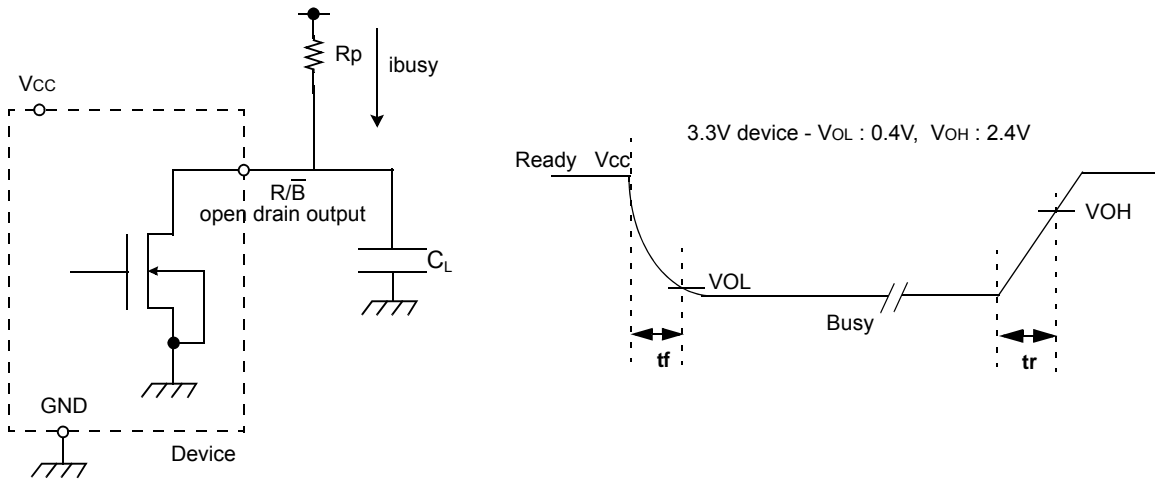 Rp
ibusy
VCC
R/B̅
open drain output
CL
GND
Device
3.3V device - VOL : 0.4V, VOH : 2.4V
Ready Vcc
VOH
VOL
Busy
tf
tr